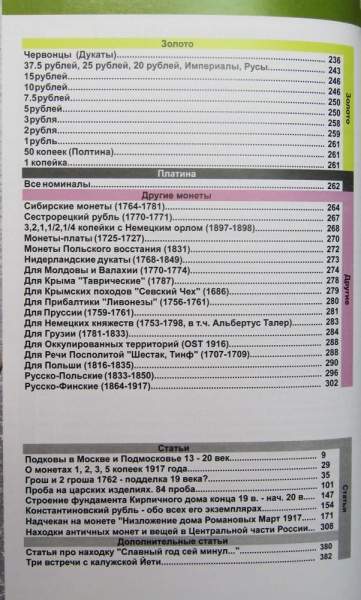 Золото
Червонцы (Дукаты) 236
37.5 рублей, 25 рублей, 20 рублей, Империалы, Русы 243
15рублей 246
10рублей 246
7.5рублей 250
5рублей 250
3рубля 258
2рубля 259
1рубль 261
50 копеек (Полтина) 261
1 копейка 261
Золото
Платина
Все номиналы 262
Другие монеты
Сибирские монеты (1764-1781) 264
Сестрорецкий рубль (1770-1771) 267
3,2,1,1/2,1/4 копейки с Немецким орлом (1897-1898) 268
Монеты-платы (1725-1727) 270
Монеты Польского восстания (1831) 272
Нидерландские дукаты (1768-1849) 273
Для Молдовы и Валахии (1770-1774) 274
Для Крыма "Таврические" (1787) 278
Для Крымских походов "Севский Чех" (1686) 279
Для Прибалтики "Ливонезы" (1756-1761) 280
Для Пруссии (1759-1761) 281
Для Немецких княжеств (1753-1798, в т.ч. Альбертус Талер) 283
Для Грузии (1781-1833) 284
Для Оккупированных территорий (OST 1916) 288
Для Речи Посполитой "Шестак, Тинф" (1707-1709) 288
Для Польши (1816-1835) 290
Русско-Польские (1833-1850) 296
Русско-Финские (1864-1917) 302
Другие
Статьи
Подковы в Москве и Подмосковье 13 - 20 век 9
О монетах 1, 2, 3, 5 копеек 1917 года 29
Грош и 2 гроша 1762 - подделка 19 века? 35
Проба на царских изделиях. 84 проба 101
Строение фундамента Кирпичного дома конца 19 в. - нач. 20 в 147
Константиновский рубль - обо всех его экземплярах 154
Надчекан на монете "Низложение дома Романовых Март 1917 171
Находки античных монет и вещей в Центральной части России 308
Дополнительные статьи
Статья про находку "Славный год сей минул..." 380
Три встречи с калужской Йети 382
Статьи